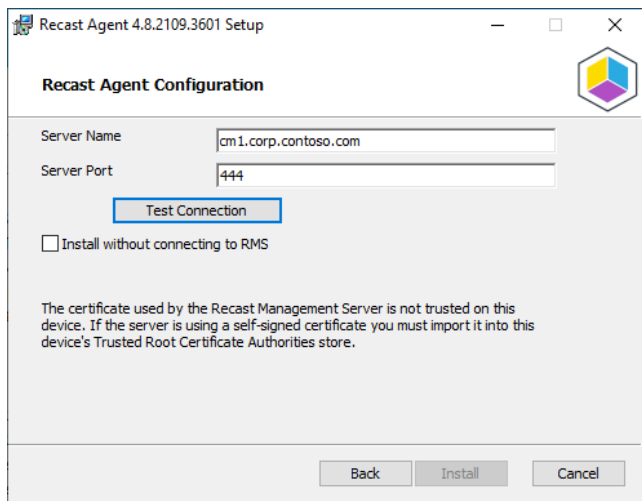 Recast Agent 4.8.2109.3601 Setup
Recast Agent Configuration
Server Name
cm1.corp.contoso.com
Server Port
444
Test Connection
Install without connecting to RMS
The certificate used by the Recast Management Server is not trusted on this
device. If the server is using a self-signed certificate you must import it into this
device's Trusted Root Certificate Authorities store.
Back
Install
Cancel